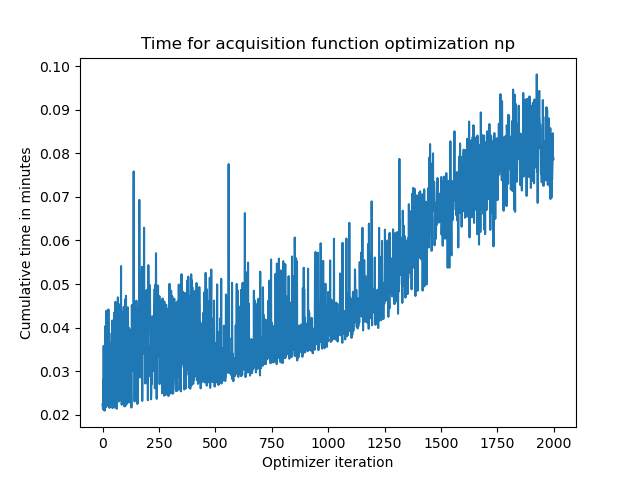 Time for acquisition function optimization np
0.10
0.09
0.08
0.07
0.06
0.05
0.04
0.03
0.02
Cumulative time in minutes
0 250 500 750 1000 1250 1500 1750 2000
Optimizer iteration